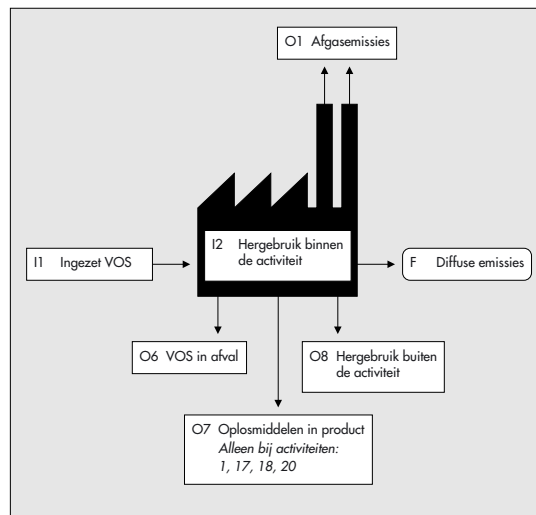 O1 Afgasemissies
I2 Hergebruik binnen
de activiteit
I1 Ingezet VOS
F Diffuse emissies
O6 VOS in afval
O8 Hergebruik buiten
de activiteit
O7 Oplosmiddelen in product
Alleen bij activiteiten:
1, 17, 18, 20